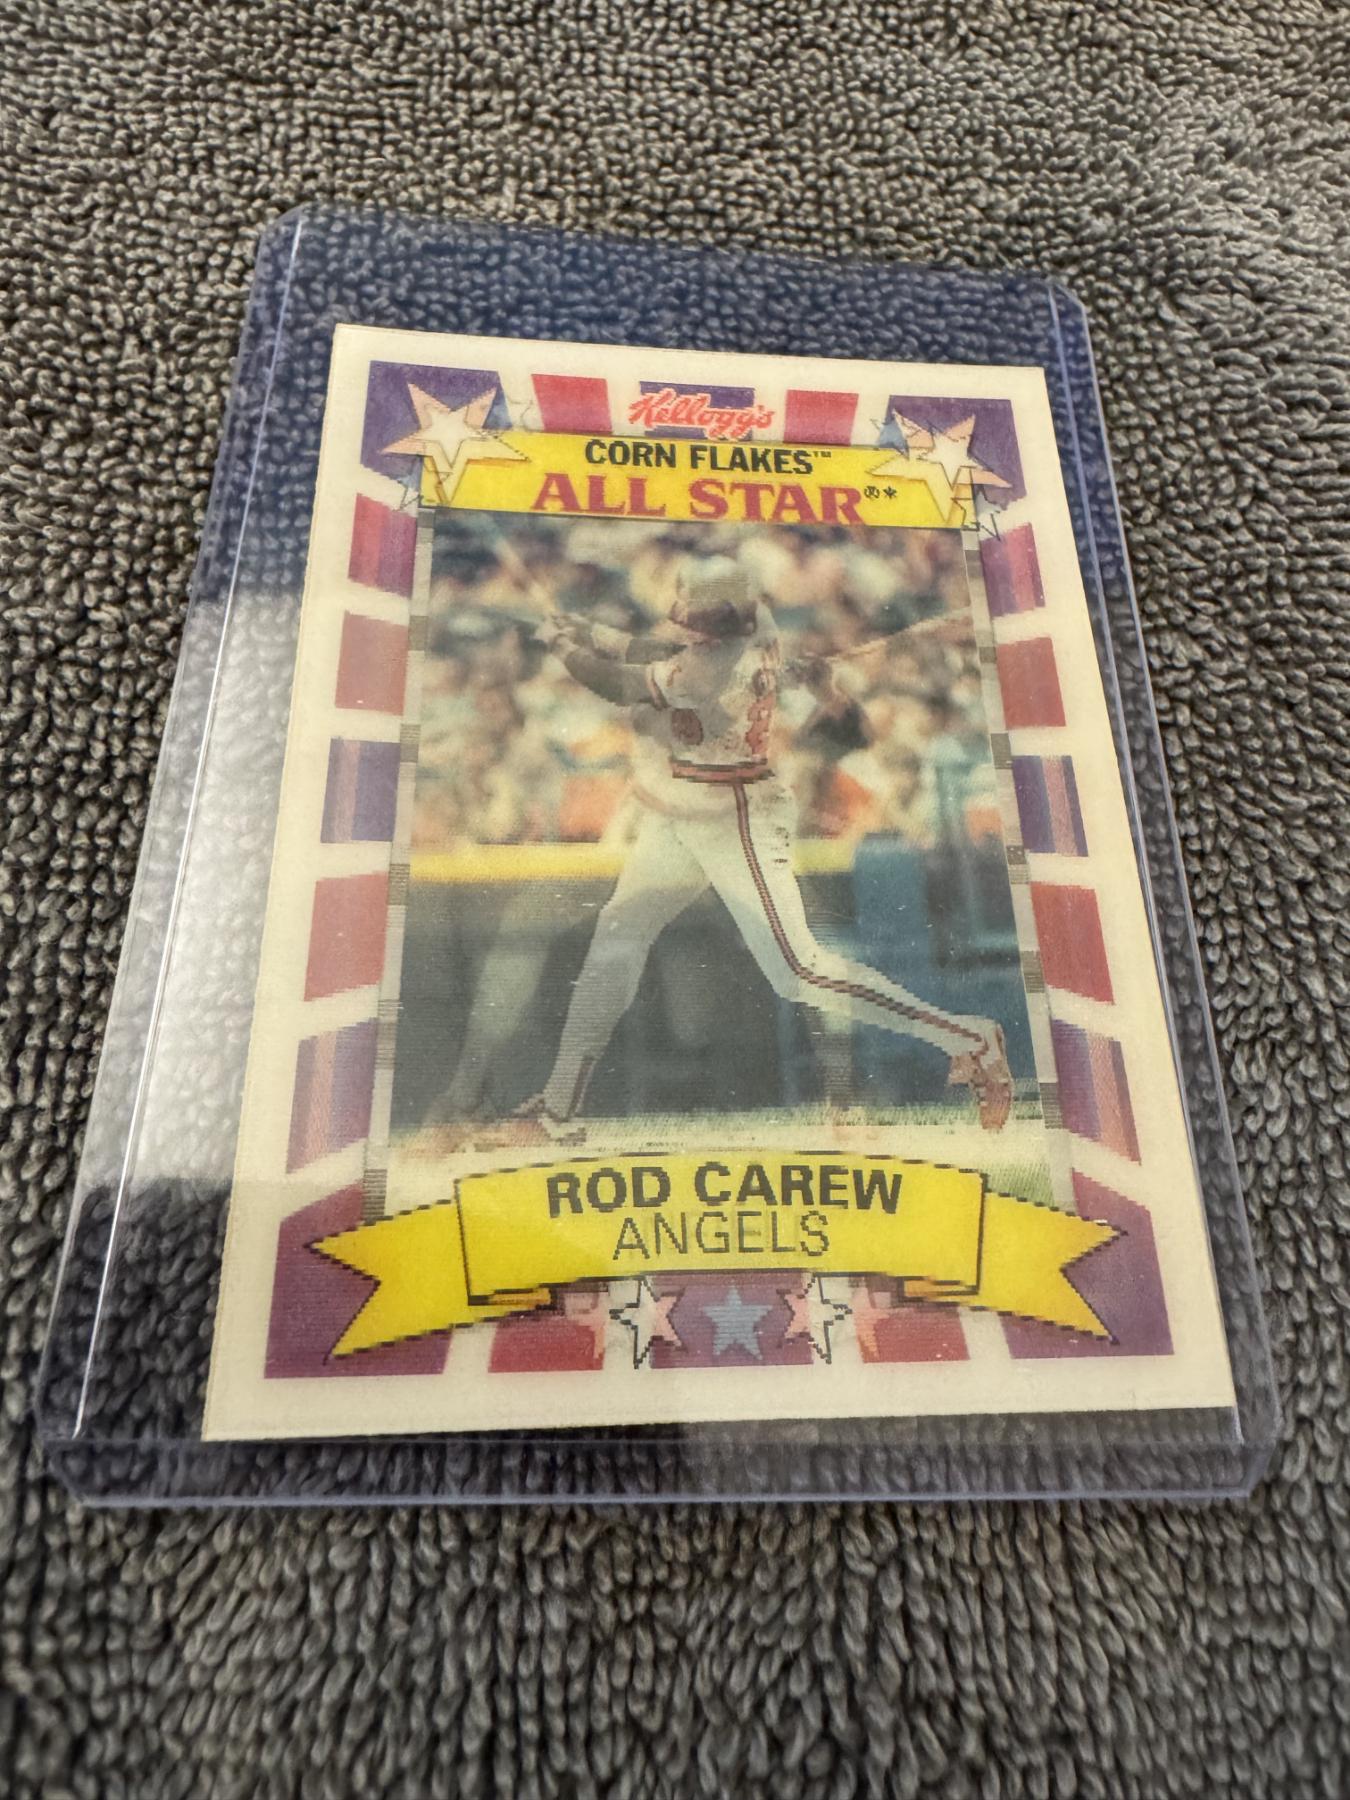 Kellogg's
CORN FLAKES™
ALL STAR®*
ROD CAREW
ANGELS